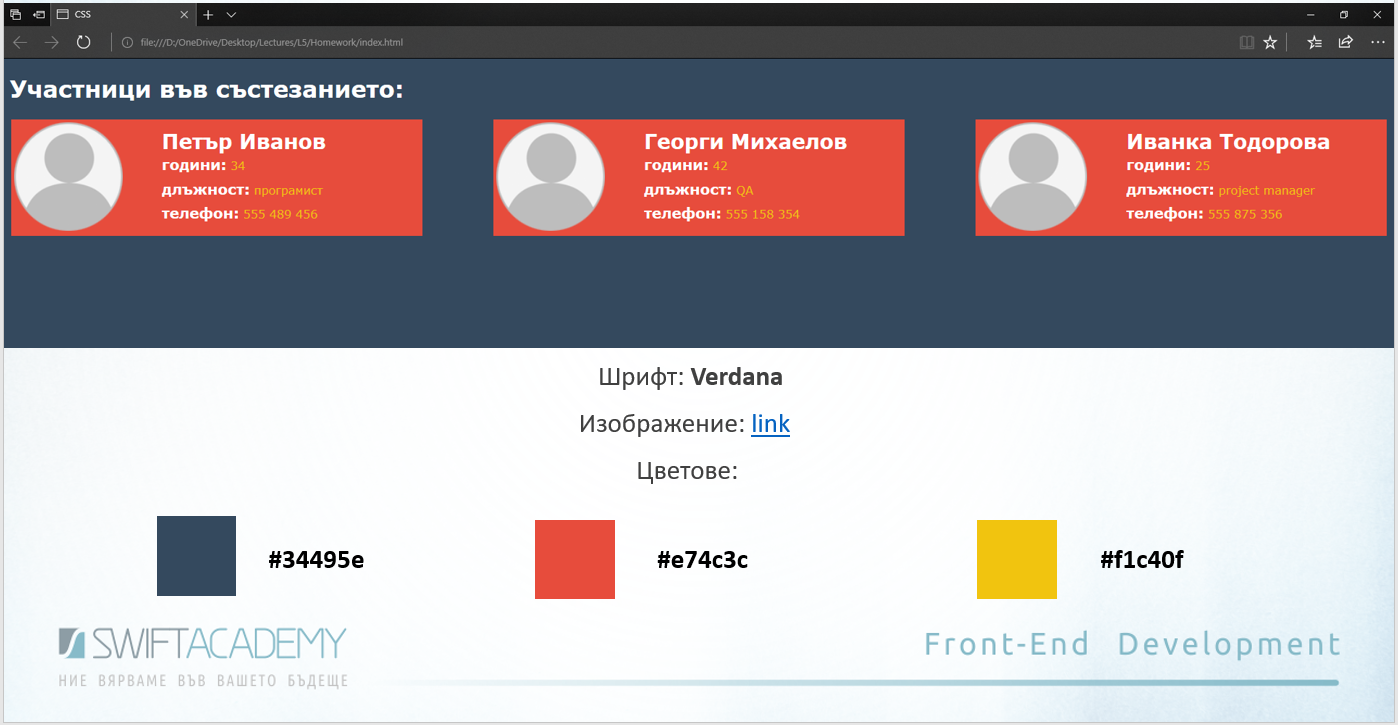 CSS
file:///D:/OneDrive/Desktop/Lectures/L5/Homework/index.html
Участници във състезанието:
Петър Иванов
години: 34
длъжност: програмист
телефон: 555 489 456
Георги Михаелов
години: 42
длъжност: QA
телефон: 555 158 354
Иванка Тодорова
години: 25
длъжност: project manager
телефон: 555 875 356
Шрифт: Verdana
Изображение: link
Цветове:
#34495e
#e74c3c
#f1c40f
SWIFTACADEMY
НИЕ ВЯРВАМЕ ВЪВ ВАШЕТО БЪДЕЩЕ
Front-End Development